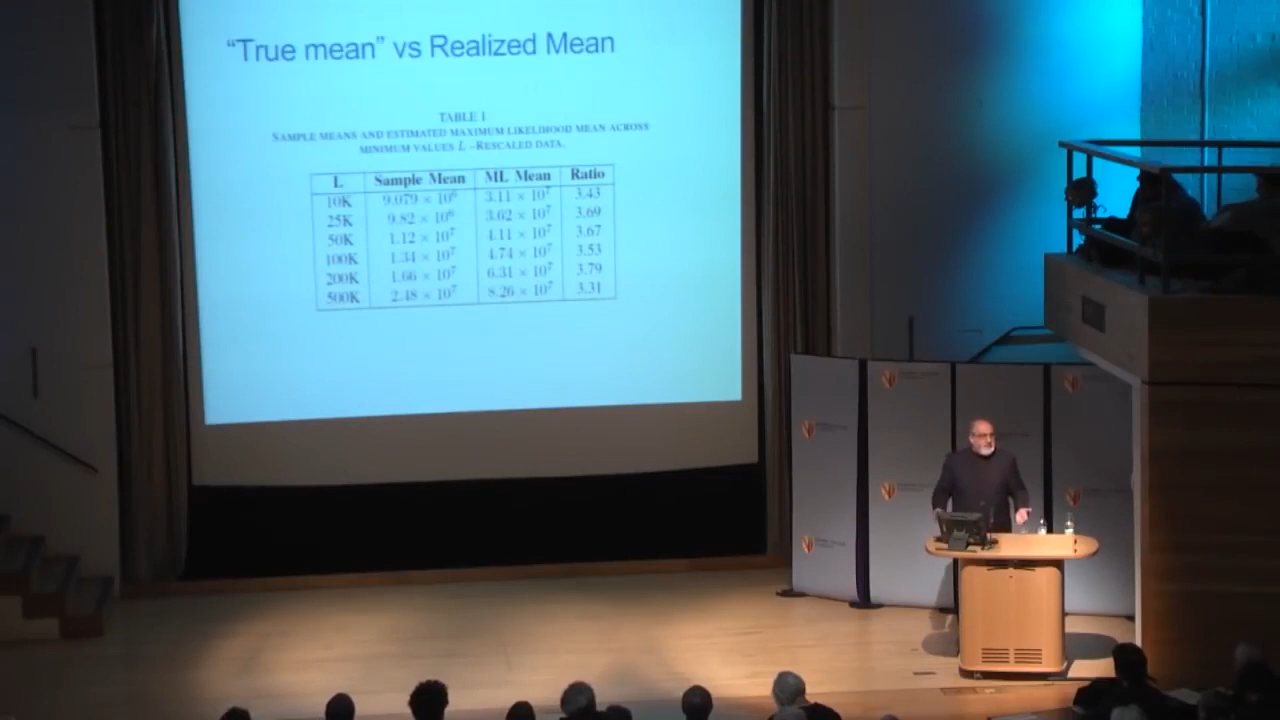 “True mean” vs Realized Mean
TABLE I
SAMPLE MEANS AND ESTIMATED MAXIMUM LIKELIHOOD MEAN ACROSS
MINIMUM VALUES L –RESCALED DATA.
L Sample Mean ML Mean Ratio
10K 9.079 × 10⁶ 3.11 × 10⁷ 3.43
25K 9.82 × 10⁶ 3.62 × 10⁷ 3.69
50K 1.12 × 10⁷ 4.11 × 10⁷ 3.67
100K 1.34 × 10⁷ 4.74 × 10⁷ 3.53
200K 1.66 × 10⁷ 6.31 × 10⁷ 3.79
500K 2.48 × 10⁷ 8.26 × 10⁷ 3.31